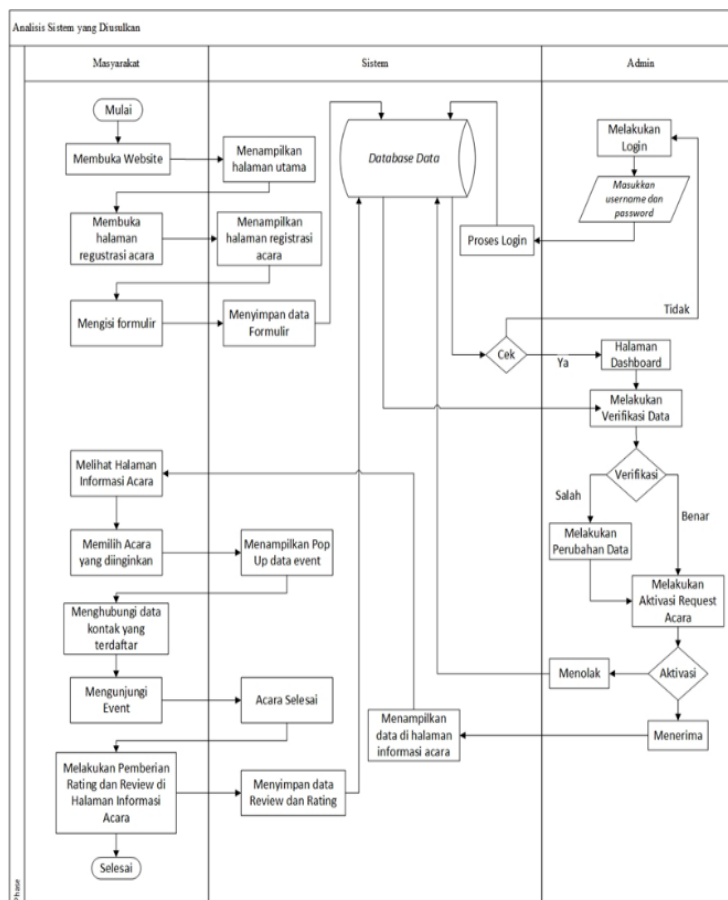 Analisis Sistem yang Diusulkan
Masyarakat
Sistem
Admin
Mulai
Membuka Website
Menampilkan
halaman utama
Membuka
halaman
regustrasi acara
Menampilkan
halaman registrasi
acara
Mengisi formulir
Menyimpan data
Formulir
Database Data
Melakukan
Login
Masukkan
username dan
password
Proses Login
Tidak
Cek
Ya
Halaman
Dashboard
Melakukan
Verifikasi Data
Verifikasi
Salah
Benar
Melakukan
Perubahan Data
Melakukan
Aktivasi Request
Acara
Aktivasi
Menolak
Menerima
Menampilkan
data di halaman
informasi acara
Melihat Halaman
Informasi Acara
Memilih Acara
yang diinginkan
Menampilkan Pop
Up data event
Menghubungi data
kontak yang
terdaftar
Mengunjungi
Event
Acara Selesai
Melakukan Pemberian
Rating dan Review di
Halaman Informasi
Acara
Menyimpan data
Review dan Rating
Selesai
Phase